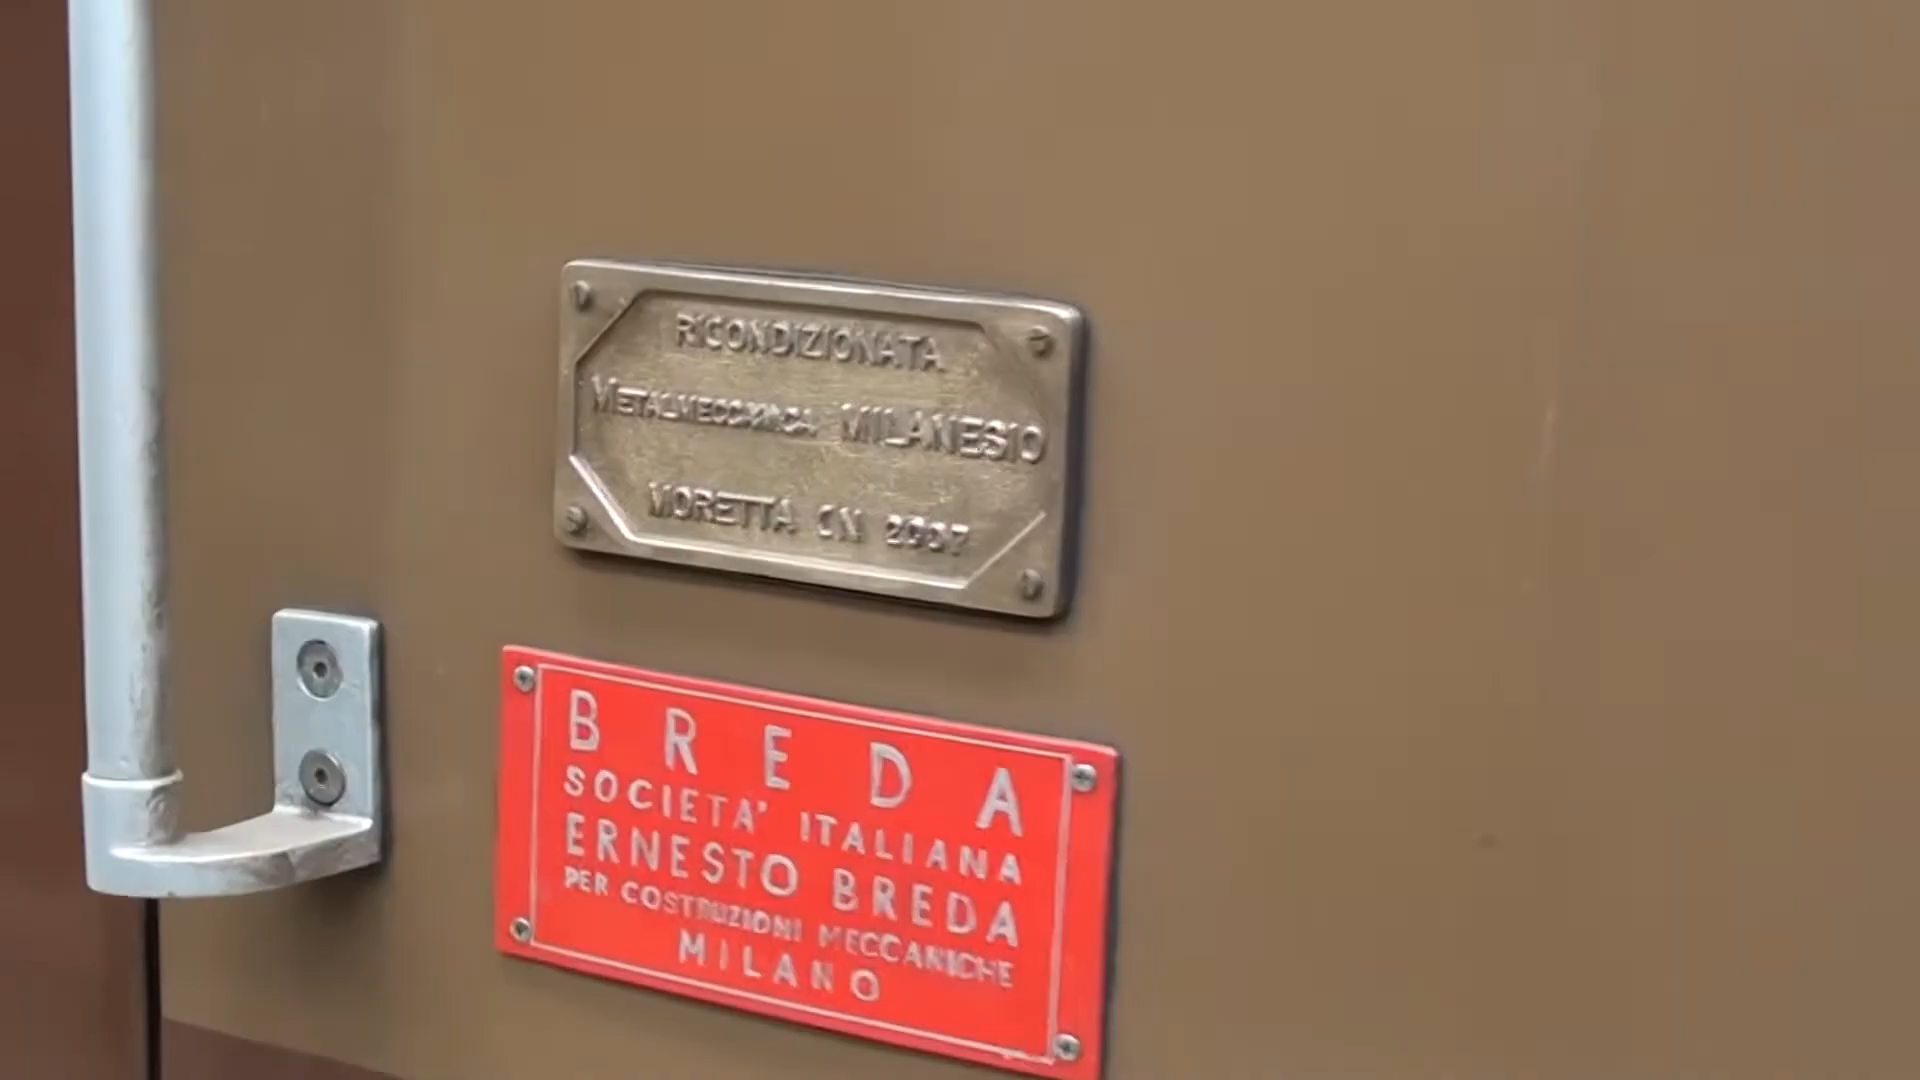 RICONDIZIONATA
METALMECCANICA MILANESIO
MORETTA CN 2007
BREDA
SOCIETA' ITALIANA
ERNESTO BREDA
PER COSTRUZIONI MECCANICHE
MILANO